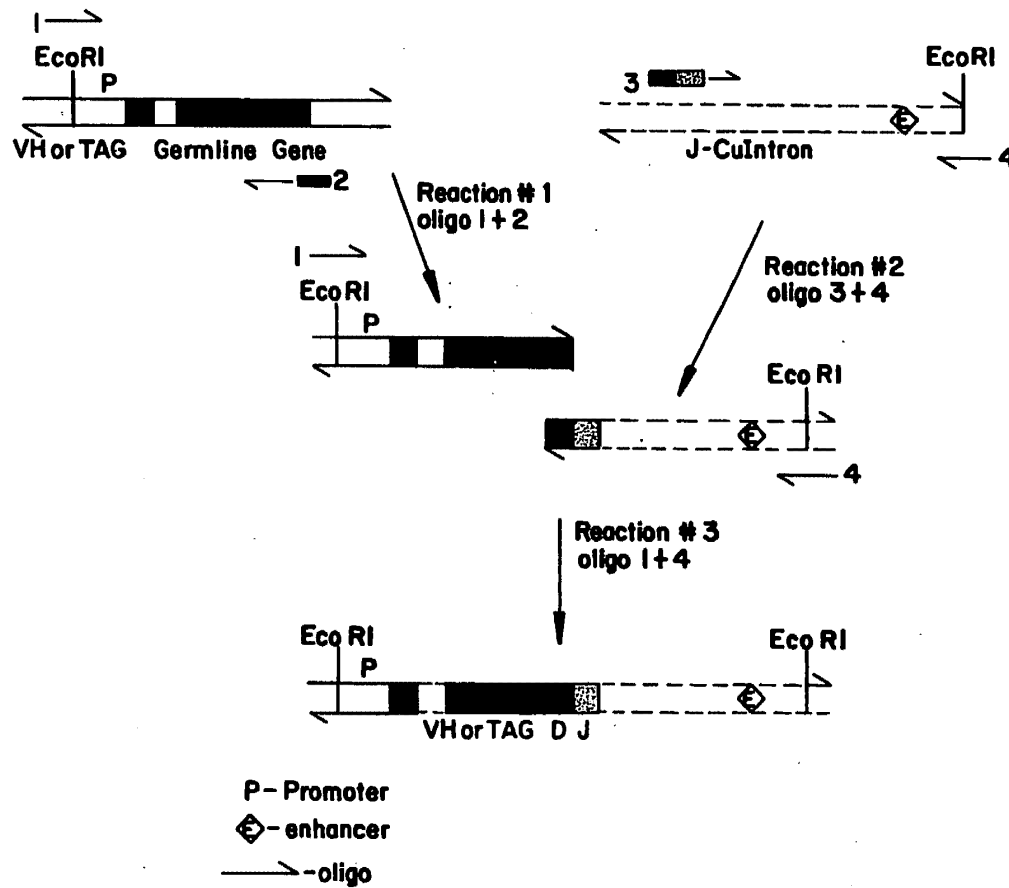 1
EcoRI
P
VH or TAG Germline Gene
2
3
EcoRI
E
J-CuIntron
4
Reaction # 1
oligo 1+2
Reaction #2
oligo 3+4
1
Eco RI
P
Eco RI
E
4
Reaction # 3
oligo 1+4
Eco RI
P
Eco RI
E
VH or TAG D J
P- Promoter
E -enhancer
-oligo